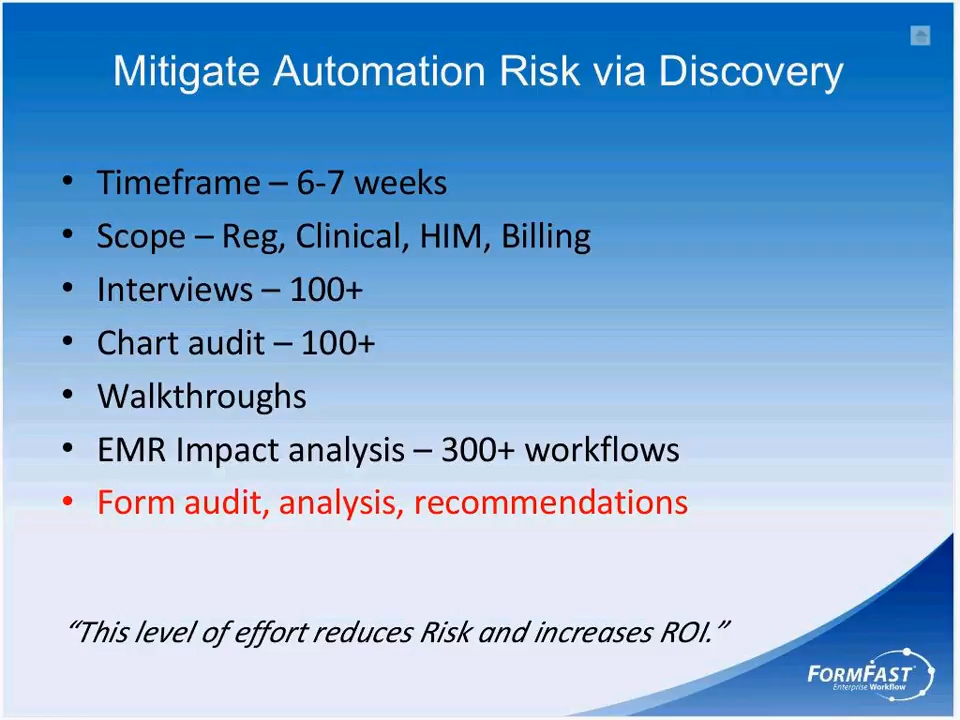 Mitigate Automation Risk via Discovery
• Timeframe – 6-7 weeks
• Scope – Reg, Clinical, HIM, Billing
• Interviews – 100+
• Chart audit – 100+
• Walkthroughs
• EMR Impact analysis – 300+ workflows
• Form audit, analysis, recommendations
“This level of effort reduces Risk and increases ROI.”
FORMFAST
Enterprise Workflow